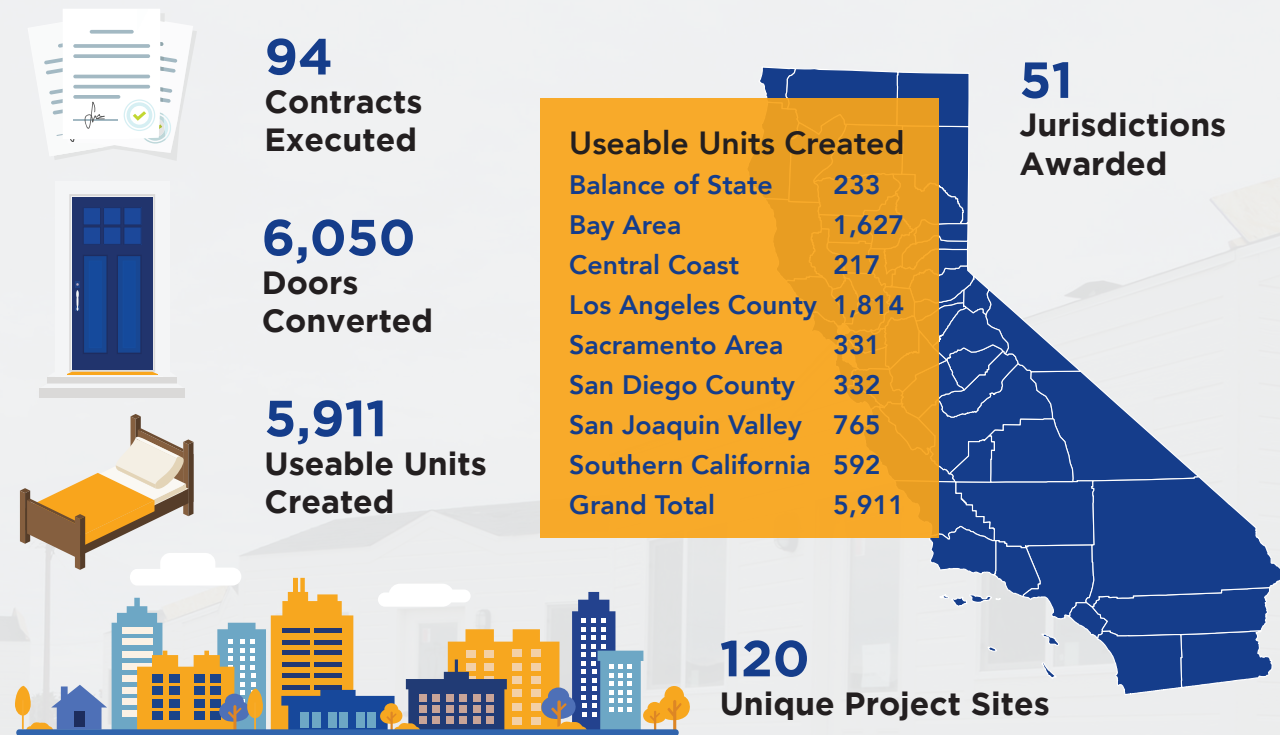 94
Contracts
Executed
6,050
Doors
Converted
5,911
Useable Units
Created
Useable Units Created
Balance of State 233
Bay Area 1,627
Central Coast 217
Los Angeles County 1,814
Sacramento Area 331
San Diego County 332
San Joaquin Valley 765
Southern California 592
Grand Total 5,911
51
Jurisdictions
Awarded
120
Unique Project Sites